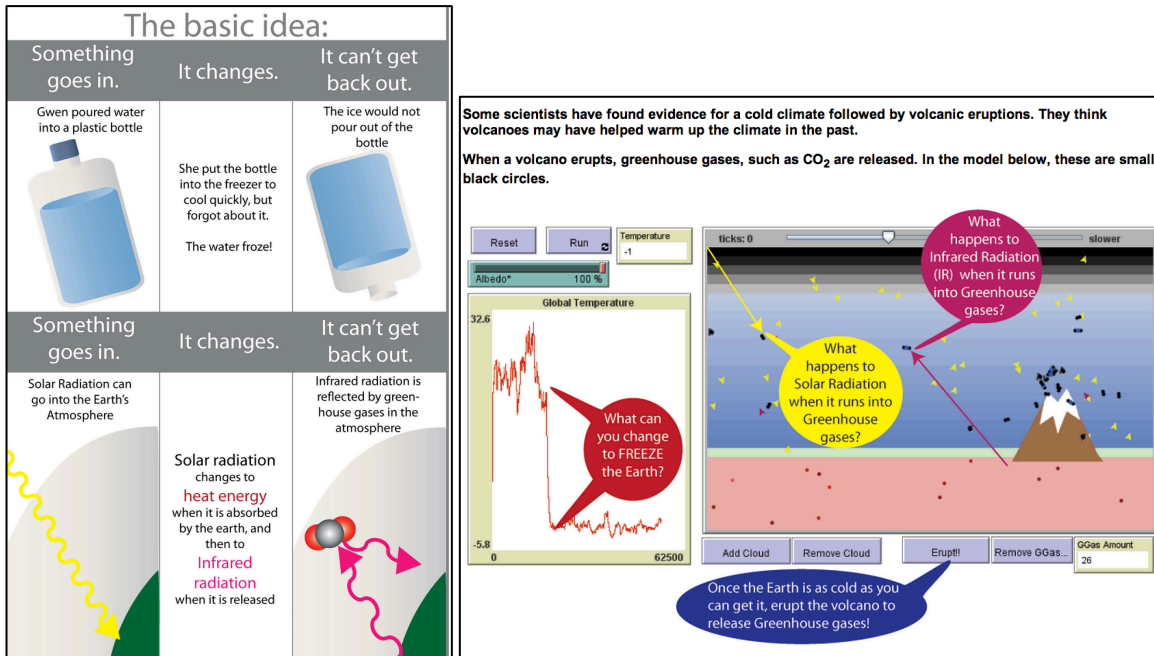 The basic idea:
Something
goes in.
It changes.
It can't get
back out.
Gwen poured water
into a plastic bottle
She put the bottle
into the freezer to
cool quickly, but
forgot about it.
The water froze!
The ice would not
pour out of the
bottle
Something
goes in.
It changes.
It can't get
back out.
Solar Radiation can
go into the Earth's
Atmosphere
Solar radiation
changes to
heat energy
when it is absorbed
by the earth, and
then to
Infrared
radiation
when it is released
Infrared radiation is
reflected by green-
house gases in the
atmosphere
Some scientists have found evidence for a cold climate followed by volcanic eruptions. They think
volcanoes may have helped warm up the climate in the past.
When a volcano erupts, greenhouse gases, such as CO₂ are released. In the model below, these are small
black circles.
Reset
Run
Temperature
-1
Albedo*
100 %
Global Temperature
32.6
-5.8
0
62500
What can
you change
to FREEZE
the Earth?
ticks: 0
slower
What
happens to
Infrared Radiation
(IR) when it runs
into Greenhouse
gases?
What
happens to
Solar Radiation
when it runs into
Greenhouse
gases?
Add Cloud
Remove Cloud
Erupt!!
Remove GGas...
GGas Amount
26
Once the Earth is as cold as you
can get it, erupt the volcano to
release Greenhouse gases!